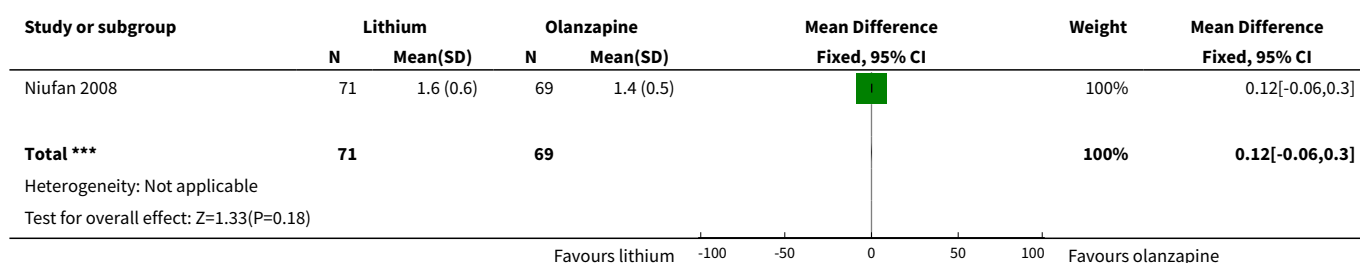 Study or subgroup Lithium Olanzapine Mean Difference Weight Mean Difference
N Mean(SD) N Mean(SD) Fixed, 95% CI Fixed, 95% CI
Niufan 2008 71 1.6 (0.6) 69 1.4 (0.5) 100% 0.12[-0.06,0.3]
Total *** 71 69 100% 0.12[-0.06,0.3]
Heterogeneity: Not applicable
Test for overall effect: Z=1.33(P=0.18)
Favours lithium -100 -50 0 50 100 Favours olanzapine